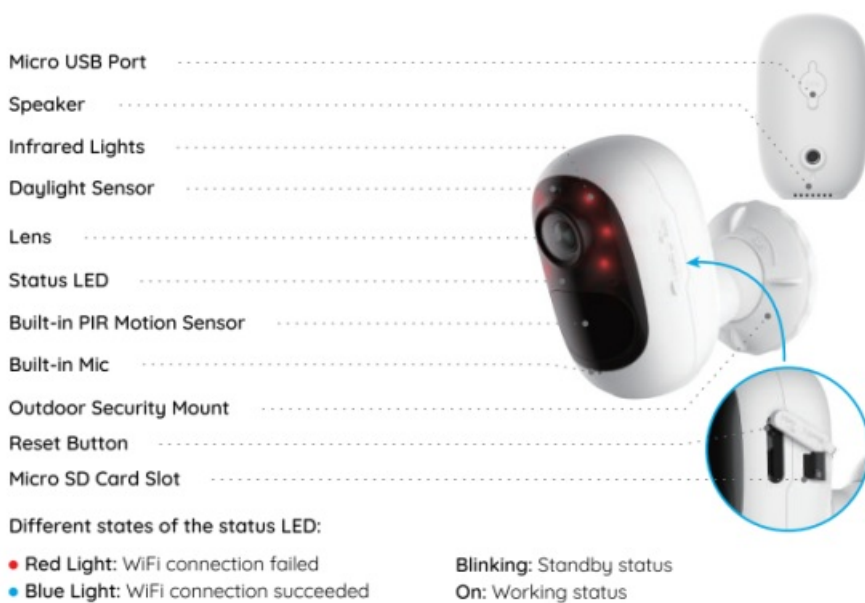 Micro USB Port
Speaker
Infrared Lights
Daylight Sensor
Lens
Status LED
Built-in PIR Motion Sensor
Built-in Mic
Outdoor Security Mount
Reset Button
Micro SD Card Slot
Different states of the status LED:
• Red Light: WiFi connection failed
Blinking: Standby status
• Blue Light: WiFi connection succeeded
On: Working status